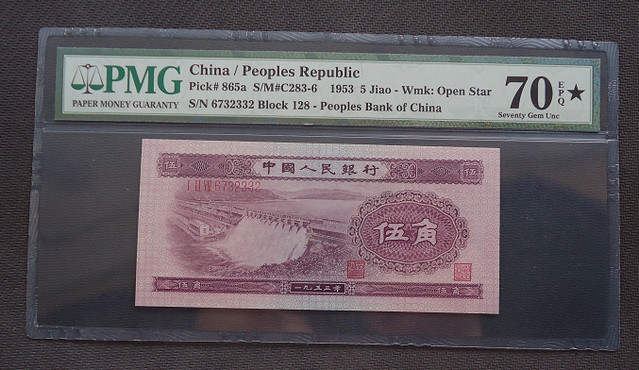 PMG
PAPER MONEY GUARANTY
China / Peoples Republic
Pick# 865a S/M#C283-6 1953 5 Jiao - Wmk: Open Star
S/N 6732332 Block 128 - Peoples Bank of China
70 EPQ ★
Seventy Gem Unc
伍 中國人民銀行 伍
I II VIII 6732332
伍角
伍角 一九五三年 伍角